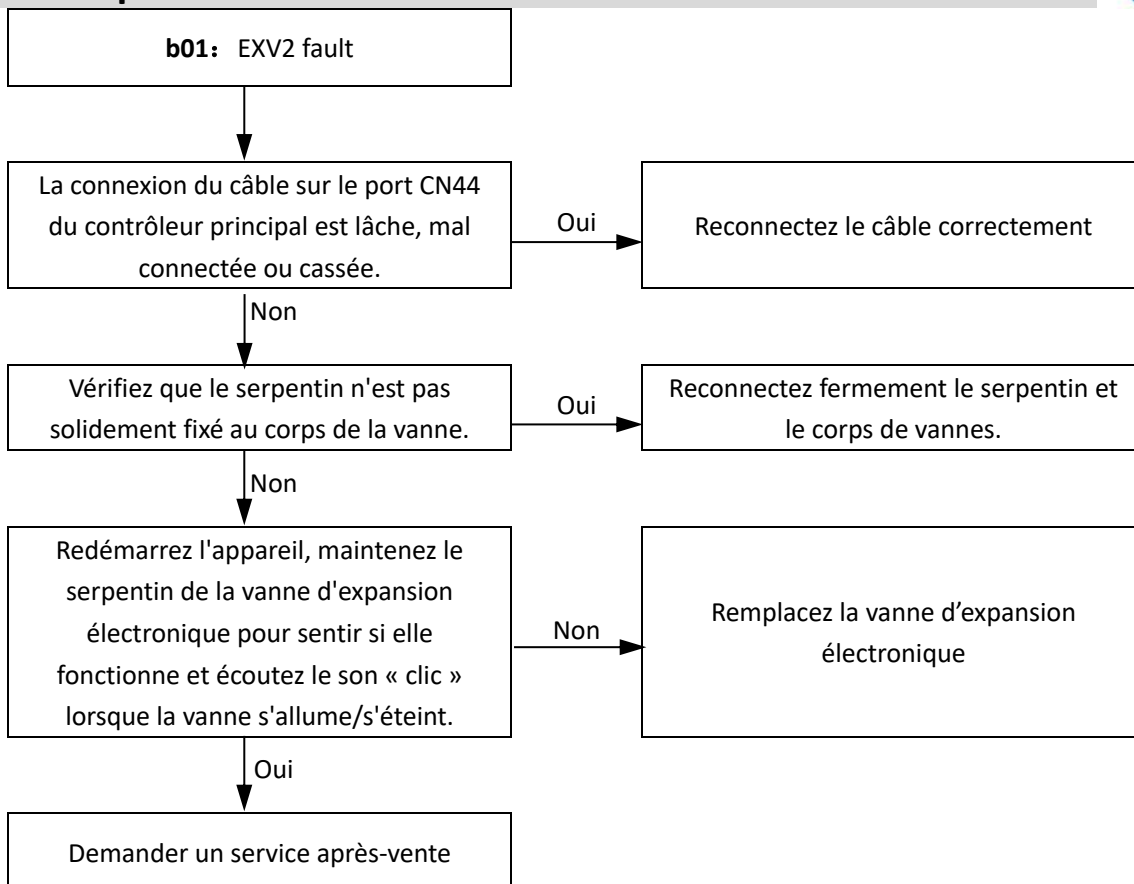 b01：EXV2 fault
La connexion du câble sur le port CN44
du contrôleur principal est lâche, mal
connectée ou cassée.
Oui
Reconnectez le câble correctement
Non
Vérifiez que le serpentin n'est pas
solidement fixé au corps de la vanne.
Oui
Reconnectez fermement le serpentin et
le corps de vannes.
Non
Redémarrez l'appareil, maintenez le
serpentin de la vanne d'expansion
électronique pour sentir si elle
fonctionne et écoutez le son « clic »
lorsque la vanne s'allume/s'éteint.
Non
Remplacez la vanne d’expansion
électronique
Oui
Demander un service après-vente